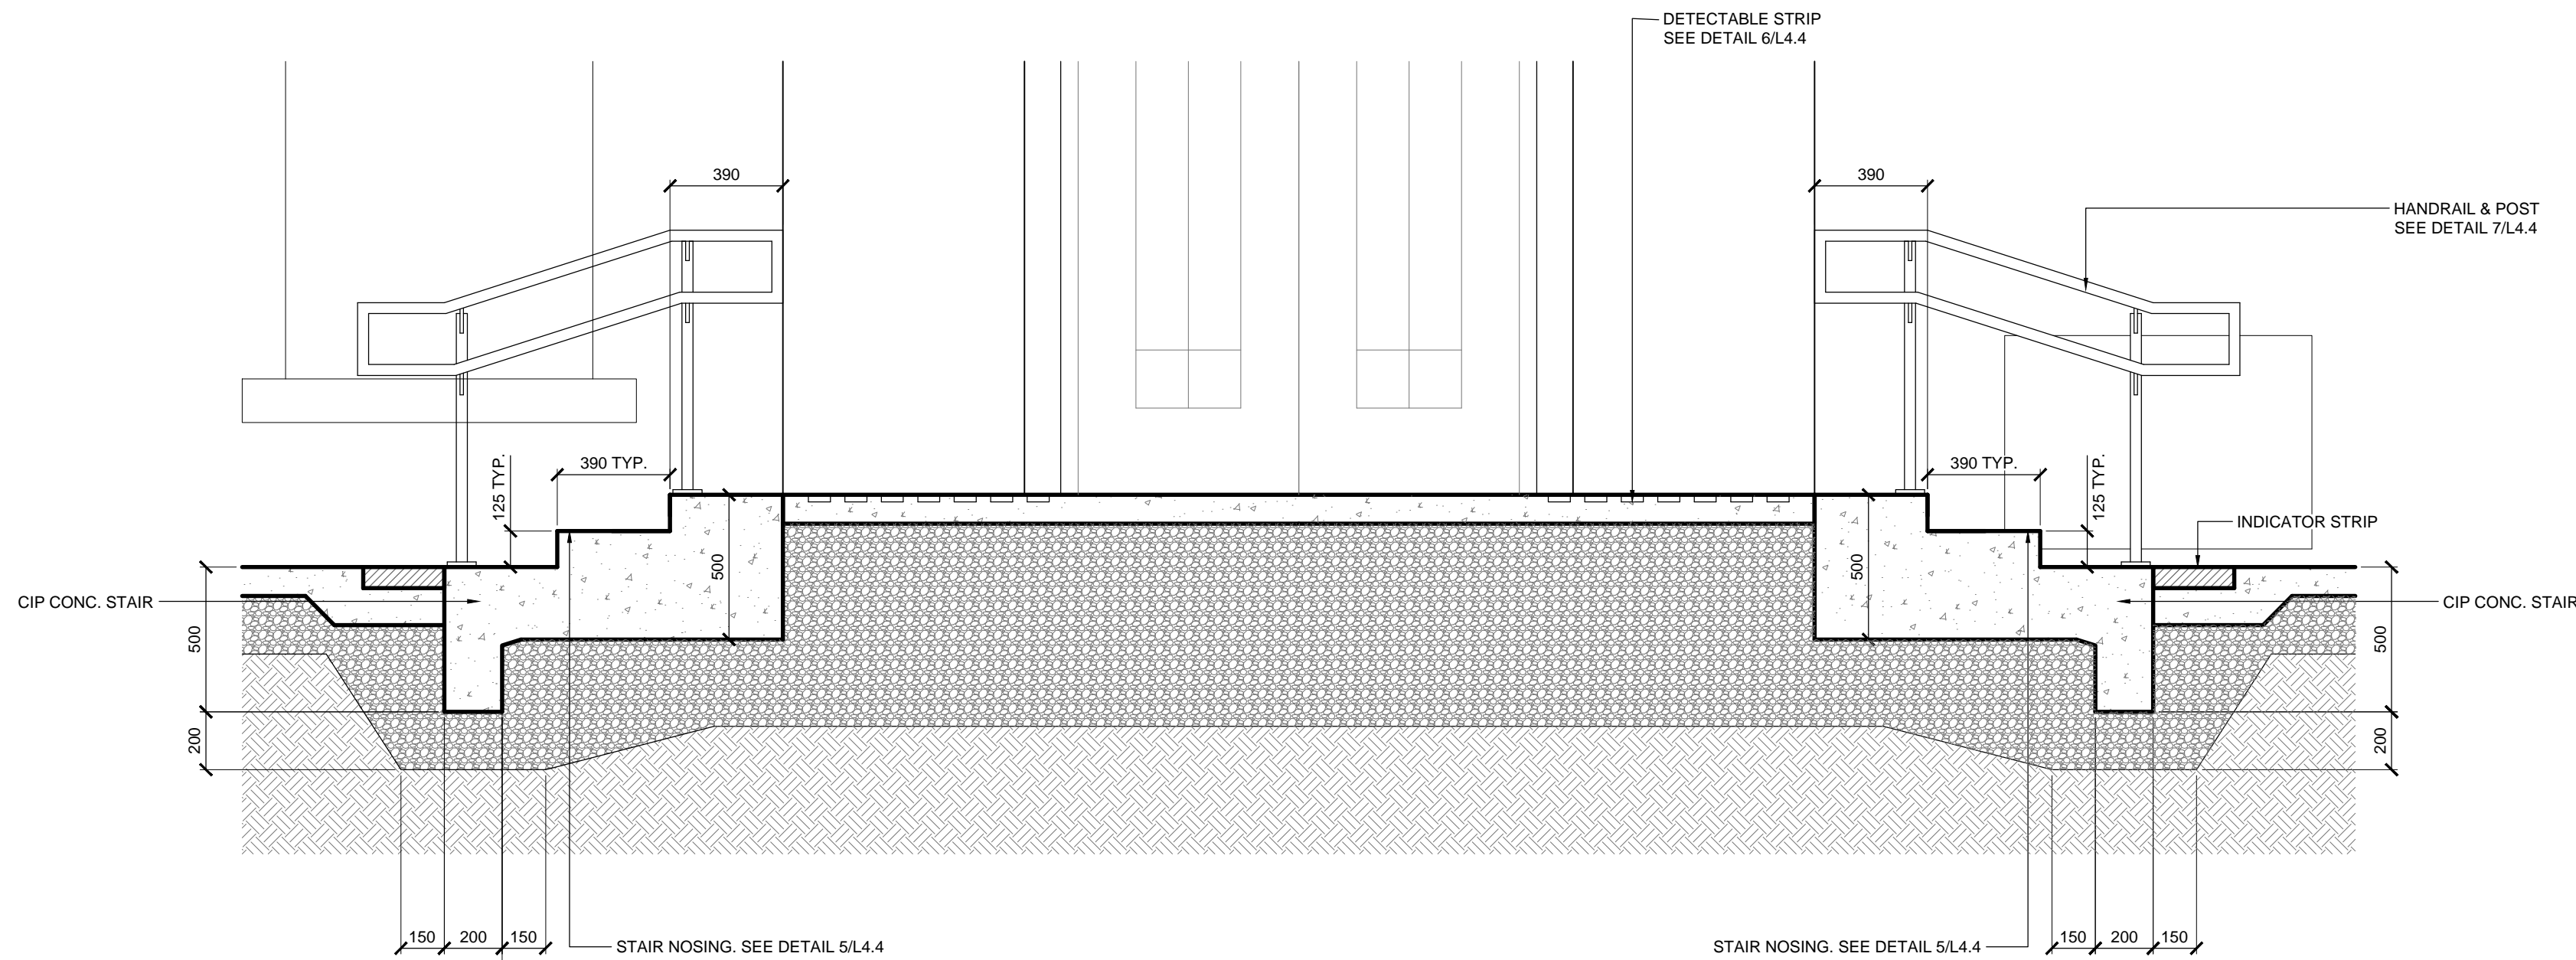 DETECTABLE STRIP
SEE DETAIL 6/L4.4
390
390
HANDRAIL & POST
SEE DETAIL 7/L4.4
390 TYP.
125 TYP.
390 TYP.
125 TYP.
INDICATOR STRIP
500
500
CIP CONC. STAIR
CIP CONC. STAIR
500
500
200
200
150
200
150
STAIR NOSING. SEE DETAIL 5/L4.4
STAIR NOSING. SEE DETAIL 5/L4.4
150
200
150